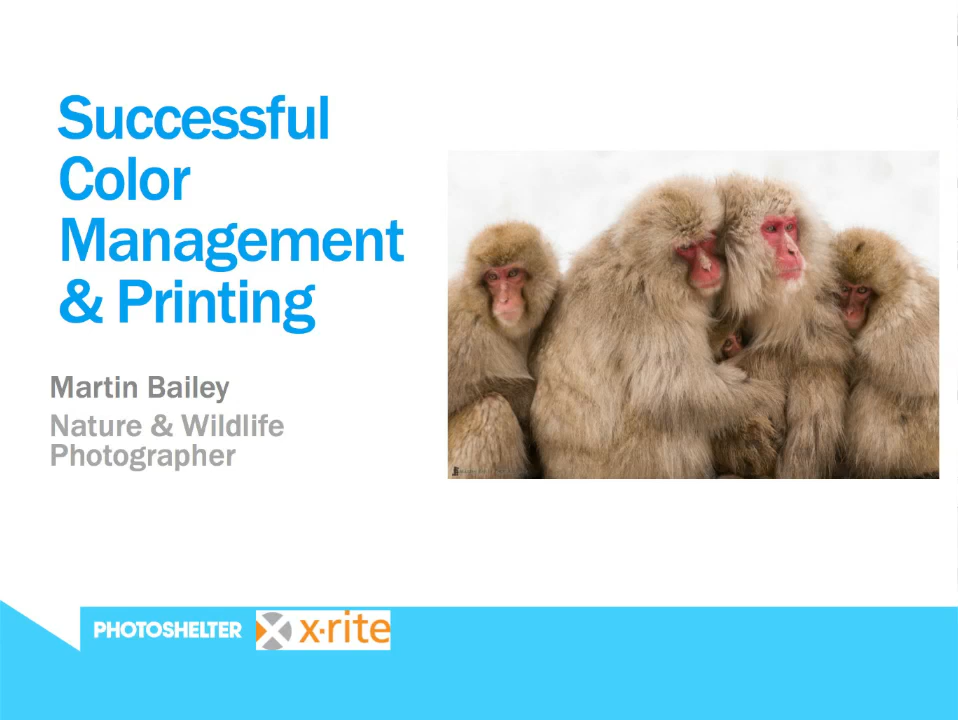 Successful
Color
Management
& Printing
Martin Bailey
Nature & Wildlife
Photographer
PHOTOSHELTER
x·rite